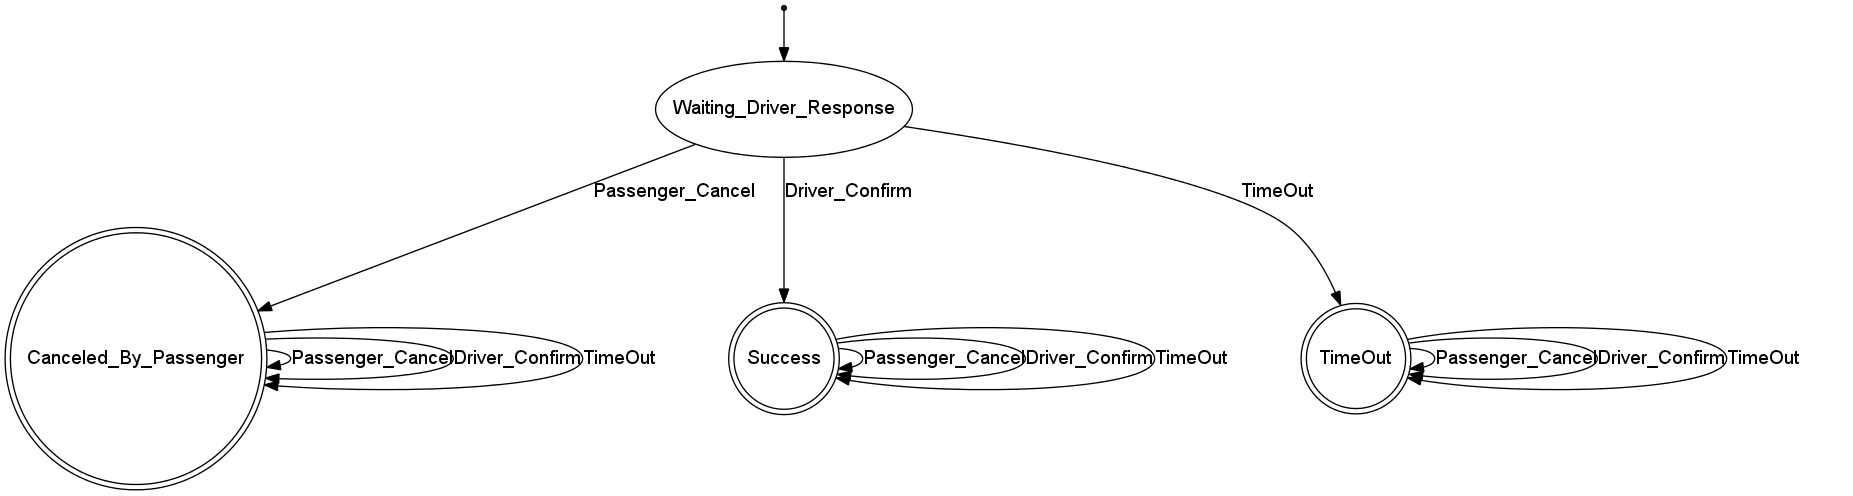 Waiting_Driver_Response
Passenger_Cancel
Driver_Confirm
TimeOut
Canceled_By_Passenger
Passenger_Cancel
Driver_Confirm
TimeOut
Success
Passenger_Cancel
Driver_Confirm
TimeOut
TimeOut
Passenger_Cancel
Driver_Confirm
TimeOut